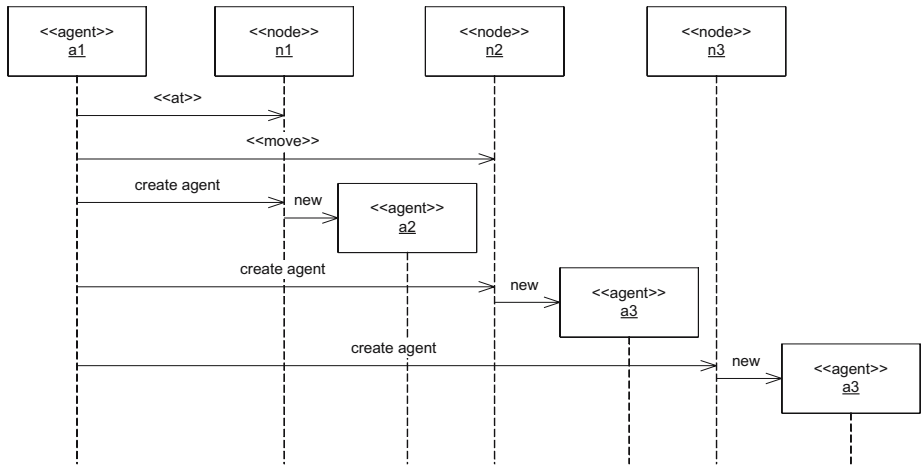 <<agent>>
a1
<<node>>
n1
<<node>>
n2
<<node>>
n3
<<at>>
<<move>>
create agent
new
<<agent>>
a2
create agent
new
<<agent>>
a3
create agent
new
<<agent>>
a3